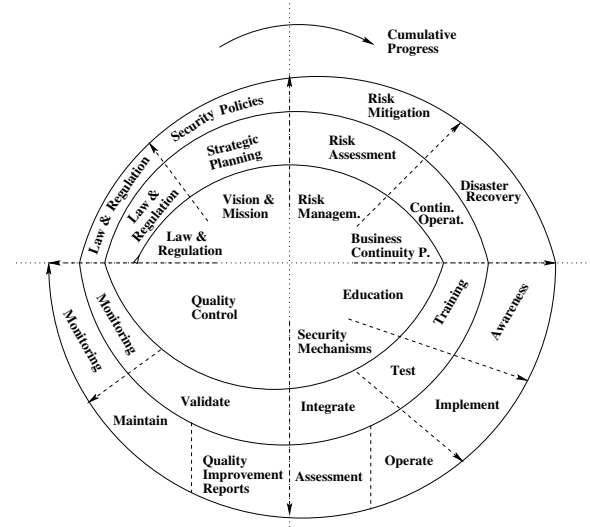 Cumulative
Progress
Risk
Mitigation
Security Policies
Law & Regulation
Strategic
Planning
Risk
Assessment
Disaster
Recovery
Law &
Regulation
Vision &
Mission
Risk
Managem.
Contin.
Operat.
Law &
Regulation
Business
Continuity P.
Monitoring
Monitoring
Quality
Control
Education
Training
Awareness
Security
Mechanisms
Test
Validate
Integrate
Implement
Maintain
Quality
Improvement
Reports
Assessment
Operate